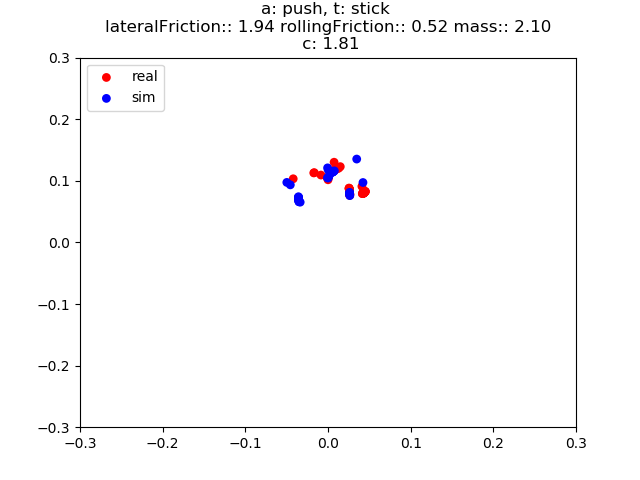 a: push, t: stick
lateralFriction:: 1.94 rollingFriction:: 0.52 mass:: 2.10
c: 1.81
real
sim
0.3
0.2
0.1
0.0
−0.1
−0.2
−0.3
−0.3
−0.2
−0.1
0.0
0.1
0.2
0.3